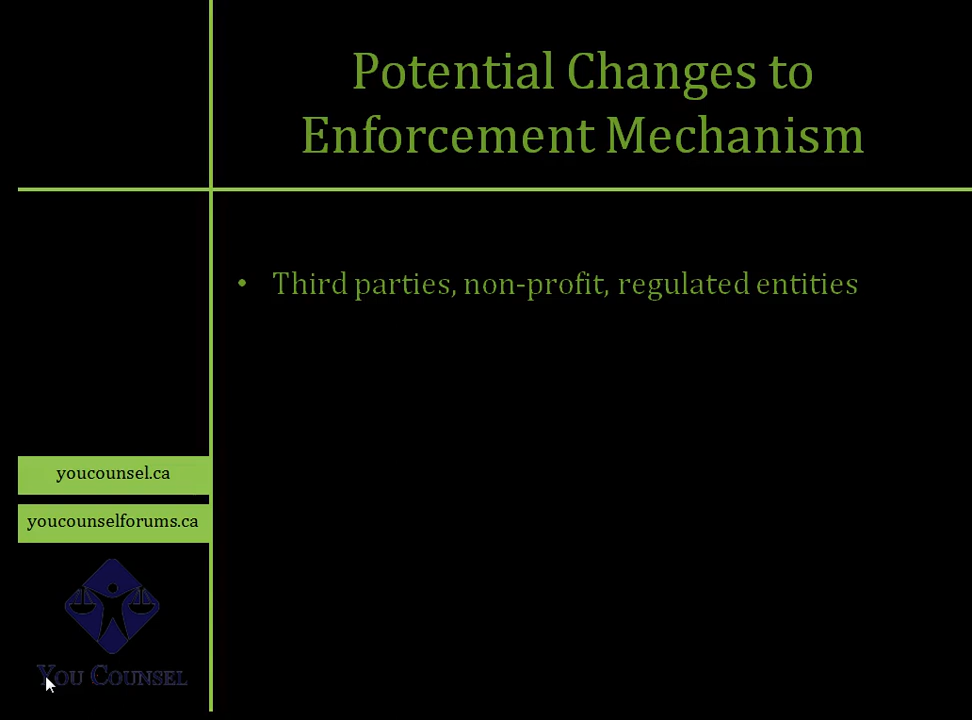 Potential Changes to
Enforcement Mechanism
• Third parties, non-profit, regulated entities
youcounsel.ca
youcounselforums.ca
YOU COUNSEL